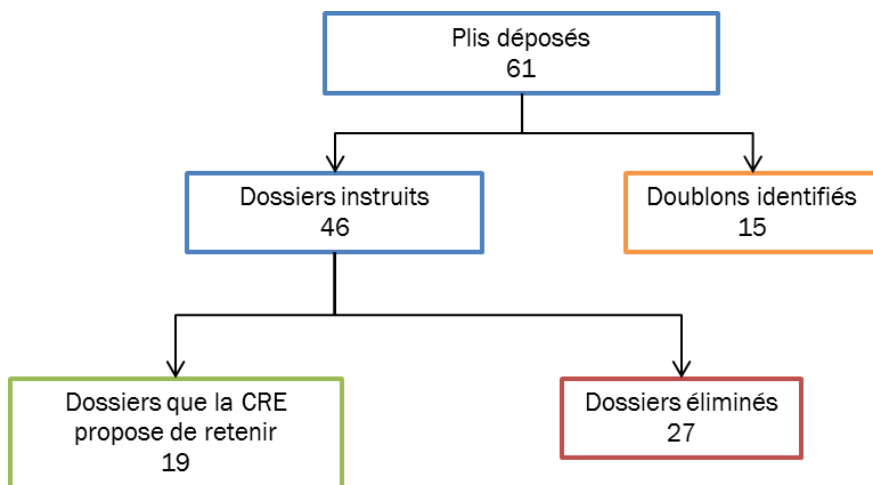 Plis déposés
61
Dossiers instruits
46
Doublons identifiés
15
Dossiers que la CRE
propose de retenir
19
Dossiers éliminés
27